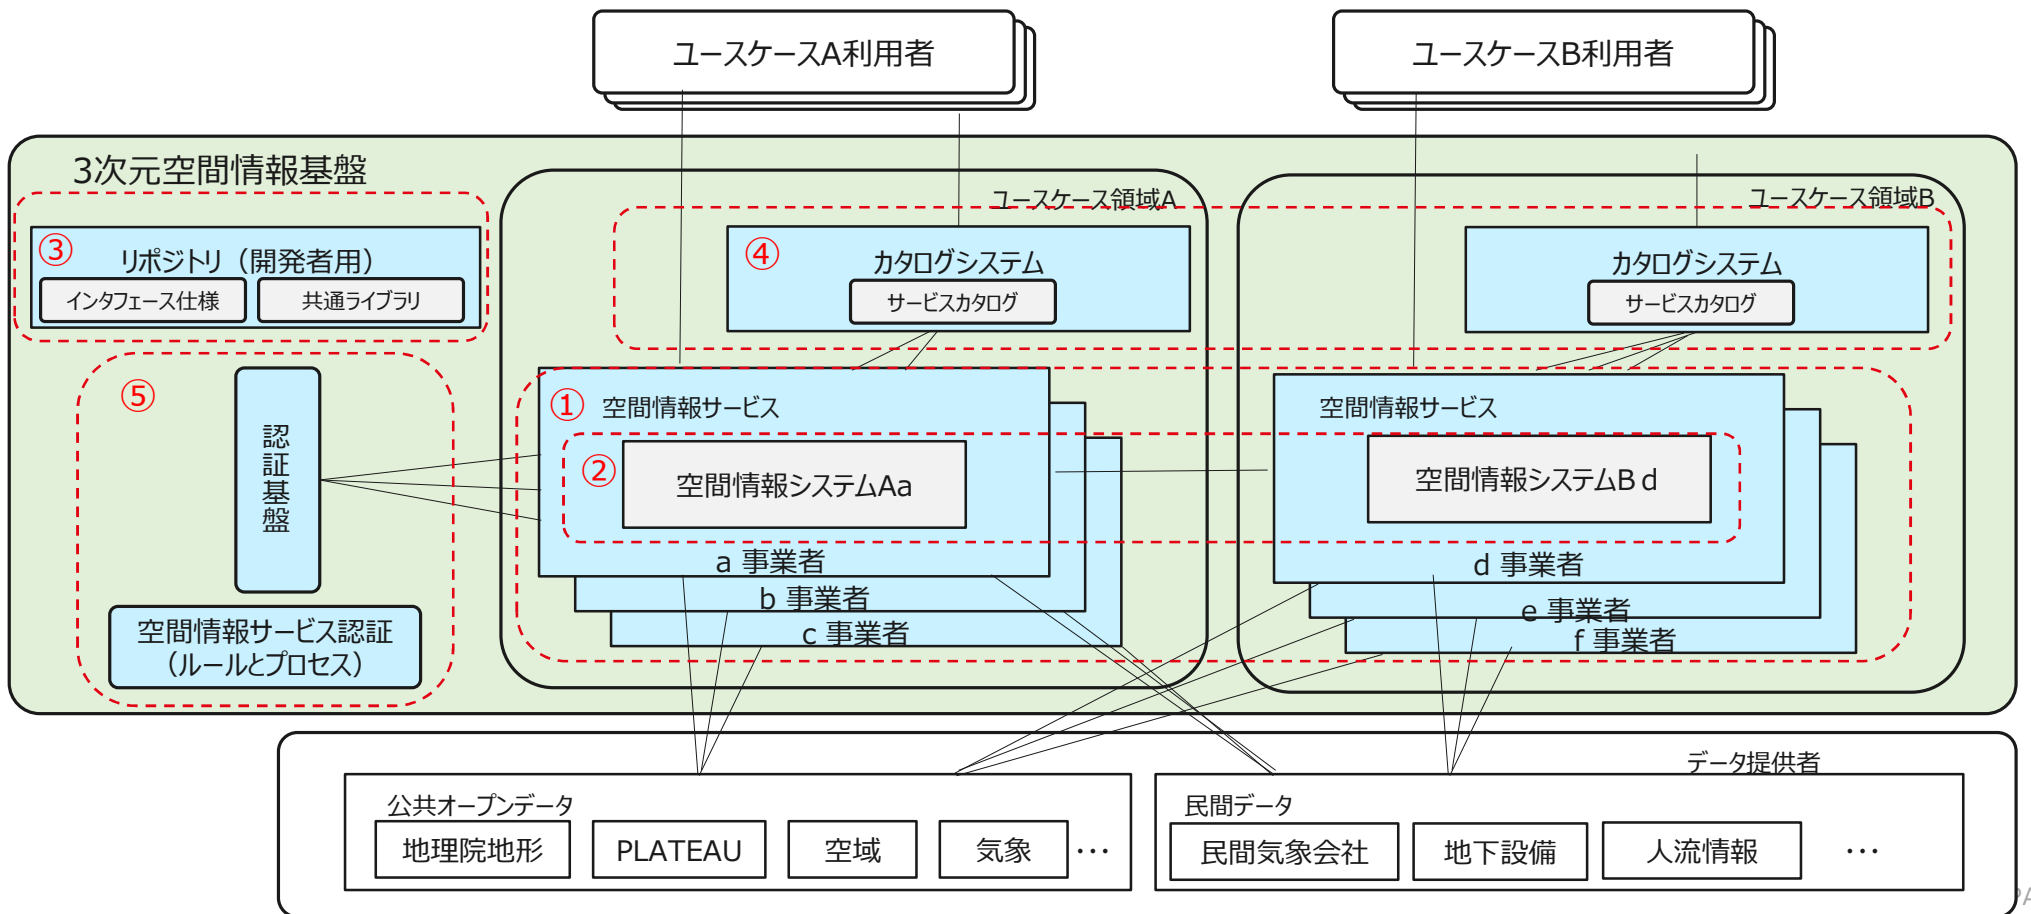 ユースケースA利用者
ユースケースB利用者
3次元空間情報基盤
ユースケース領域A
ユースケース領域B
③
リポジトリ（開発者用）
インタフェース仕様
共通ライブラリ
④
カタログシステム
サービスカタログ
カタログシステム
サービスカタログ
⑤
認証基盤
空間情報サービス認証
（ルールとプロセス）
①
空間情報サービス
②
空間情報システムAa
a 事業者
b 事業者
c 事業者
空間情報サービス
空間情報システムB d
d 事業者
e 事業者
f 事業者
データ提供者
公共オープンデータ
地理院地形
PLATEAU
空域
気象
…
民間データ
民間気象会社
地下設備
人流情報
…